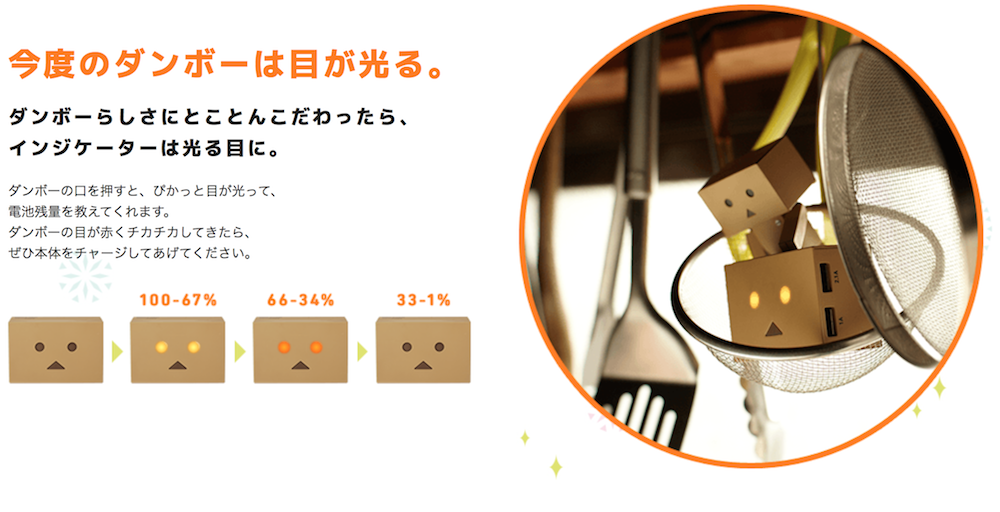 今度のダンボーは目が光る。
ダンボーらしさにとことんこだわったら、
インジケーターは光る目に。
ダンボーの口を押すと、ぴかっと目が光って、
電池残量を教えてくれます。
ダンボーの目が赤くチカチカしてきたら、
ぜひ本体をチャージしてあげてください。
100-67%
66-34%
33-1%
2.1A
1A